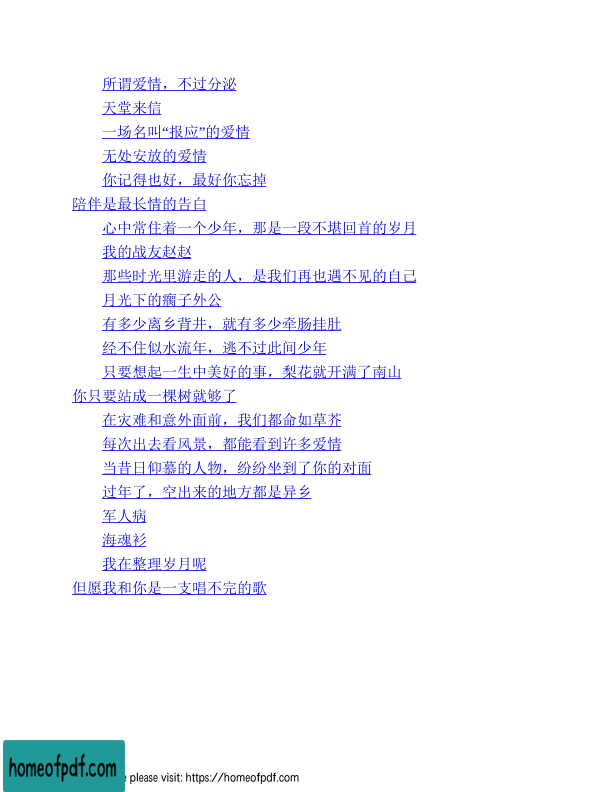 所谓爱情，不过分泌
天堂来信
一场名叫“报应”的爱情
无处安放的爱情
你记得也好，最好你忘掉
陪伴是最长情的告白
心中常住着一个少年，那是一段不堪回首的岁月
我的战友赵赵
那些时光里游走的人，是我们再也遇不见的自己
月光下的瘸子外公
有多少离乡背井，就有多少牵肠挂肚
经不住似水流年，逃不过此间少年
只要想起一生中美好的事，梨花就开满了南山
你只要站成一棵树就够了
在灾难和意外面前，我们都命如草芥
每次出去看风景，都能看到许多爱情
当昔日仰慕的人物，纷纷坐到了你的对面
过年了，空出来的地方都是异乡
军人病
海魂衫
我在整理岁月呢
但愿我和你是一支唱不完的歌
homeofpdf.com
e please visit: https://homeofpdf.com